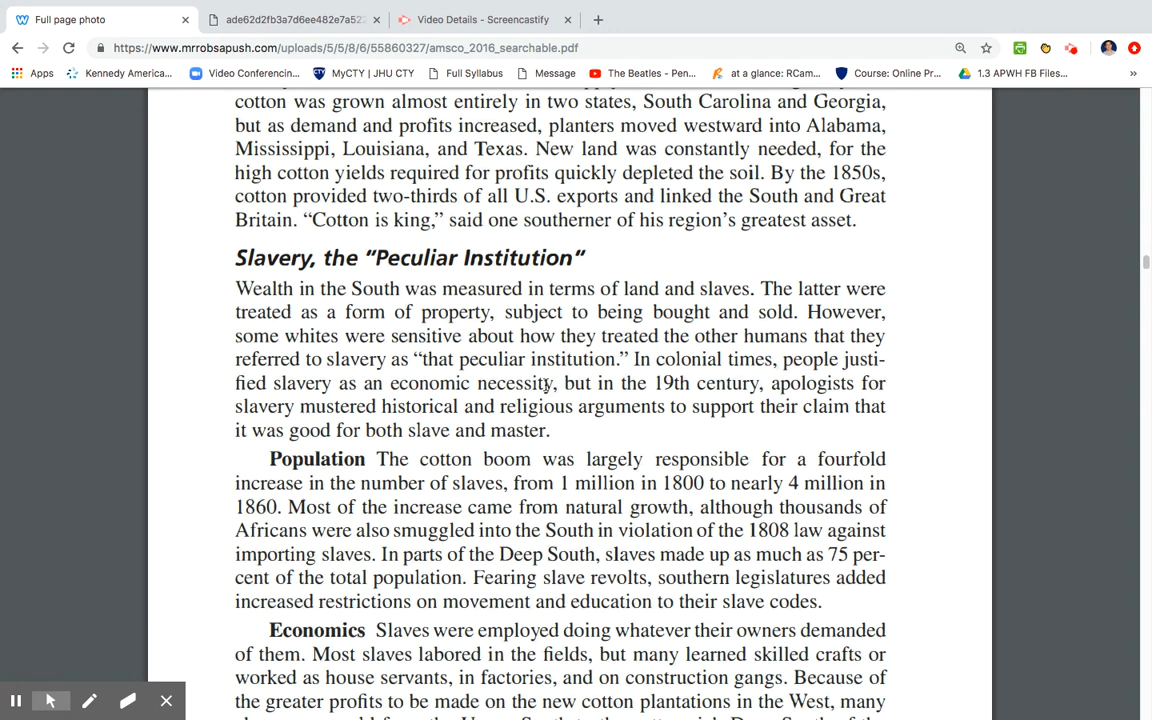 Full page photo
ade62d2fb3a7d6ee482e7a522
Video Details - Screencastify
https://www.mrrobsapush.com/uploads/5/5/8/6/55860327/amsco_2016_searchable.pdf
Apps
Kennedy America...
Video Conferencin...
MyCTY | JHU CTY
Full Syllabus
Message
The Beatles - Pen...
at a glance: RCam...
Course: Online Pr...
1.3 APWH FB Files...
cotton was grown almost entirely in two states, South Carolina and Georgia,
but as demand and profits increased, planters moved westward into Alabama,
Mississippi, Louisiana, and Texas. New land was constantly needed, for the
high cotton yields required for profits quickly depleted the soil. By the 1850s,
cotton provided two-thirds of all U.S. exports and linked the South and Great
Britain. “Cotton is king,” said one southerner of his region’s greatest asset.
Slavery, the “Peculiar Institution“
Wealth in the South was measured in terms of land and slaves. The latter were
treated as a form of property, subject to being bought and sold. However,
some whites were sensitive about how they treated the other humans that they
referred to slavery as “that peculiar institution.” In colonial times, people justi-
fied slavery as an economic necessity, but in the 19th century, apologists for
slavery mustered historical and religious arguments to support their claim that
it was good for both slave and master.
Population The cotton boom was largely responsible for a fourfold
increase in the number of slaves, from 1 million in 1800 to nearly 4 million in
1860. Most of the increase came from natural growth, although thousands of
Africans were also smuggled into the South in violation of the 1808 law against
importing slaves. In parts of the Deep South, slaves made up as much as 75 per-
cent of the total population. Fearing slave revolts, southern legislatures added
increased restrictions on movement and education to their slave codes.
Economics Slaves were employed doing whatever their owners demanded
of them. Most slaves labored in the fields, but many learned skilled crafts or
worked as house servants, in factories, and on construction gangs. Because of
the greater profits to be made on the new cotton plantations in the West, many